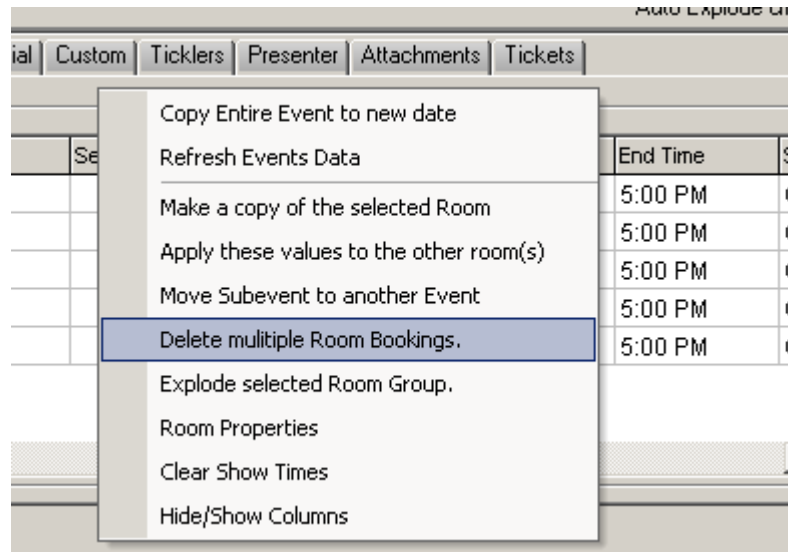 Auto Explode
ial Custom Ticklers Presenter Attachments Tickets
Copy Entire Event to new date
Se End Time
Refresh Events Data
5:00 PM
Make a copy of the selected Room
5:00 PM
Apply these values to the other room(s)
5:00 PM
Move Subevent to another Event
5:00 PM
Delete mulitiple Room Bookings.
5:00 PM
Explode selected Room Group.
Room Properties
Clear Show Times
Hide/Show Columns